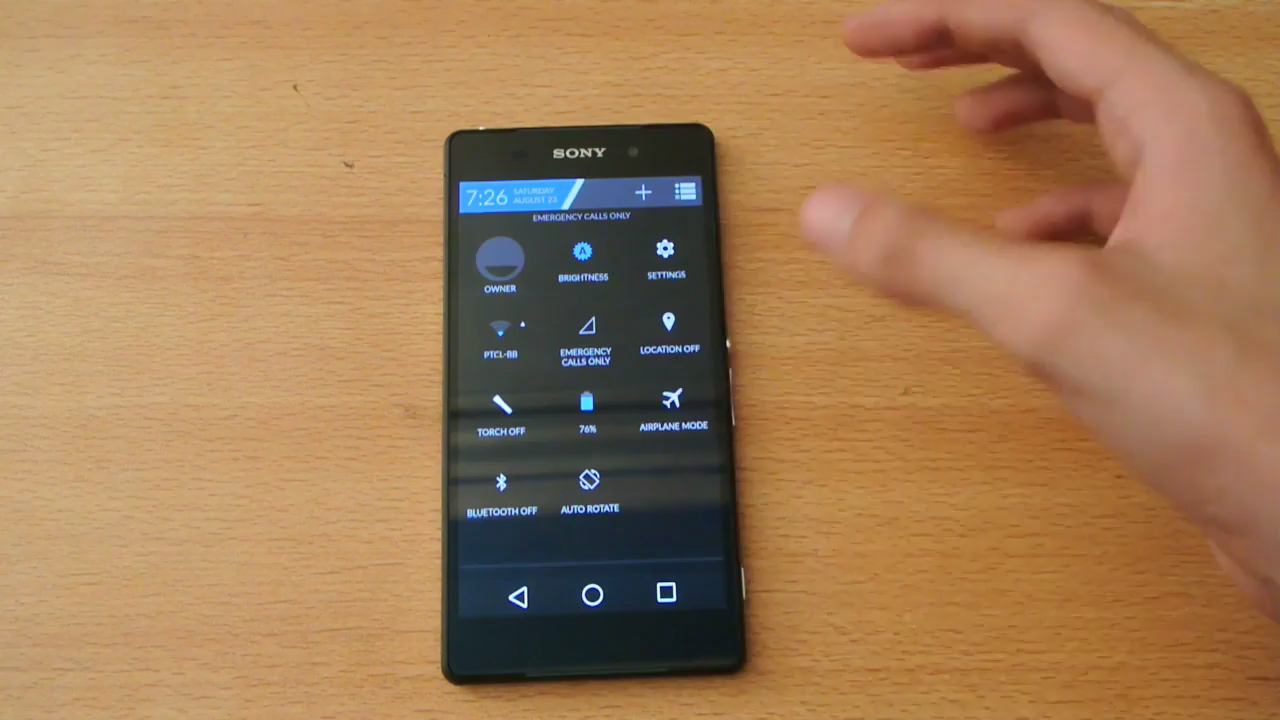 SONY
7:26
SATURDAY
AUGUST 23
EMERGENCY CALLS ONLY
OWNER
BRIGHTNESS
SETTINGS
PTCL-BB
EMERGENCY
CALLS ONLY
LOCATION OFF
TORCH OFF
76%
AIRPLANE MODE
BLUETOOTH OFF
AUTO ROTATE